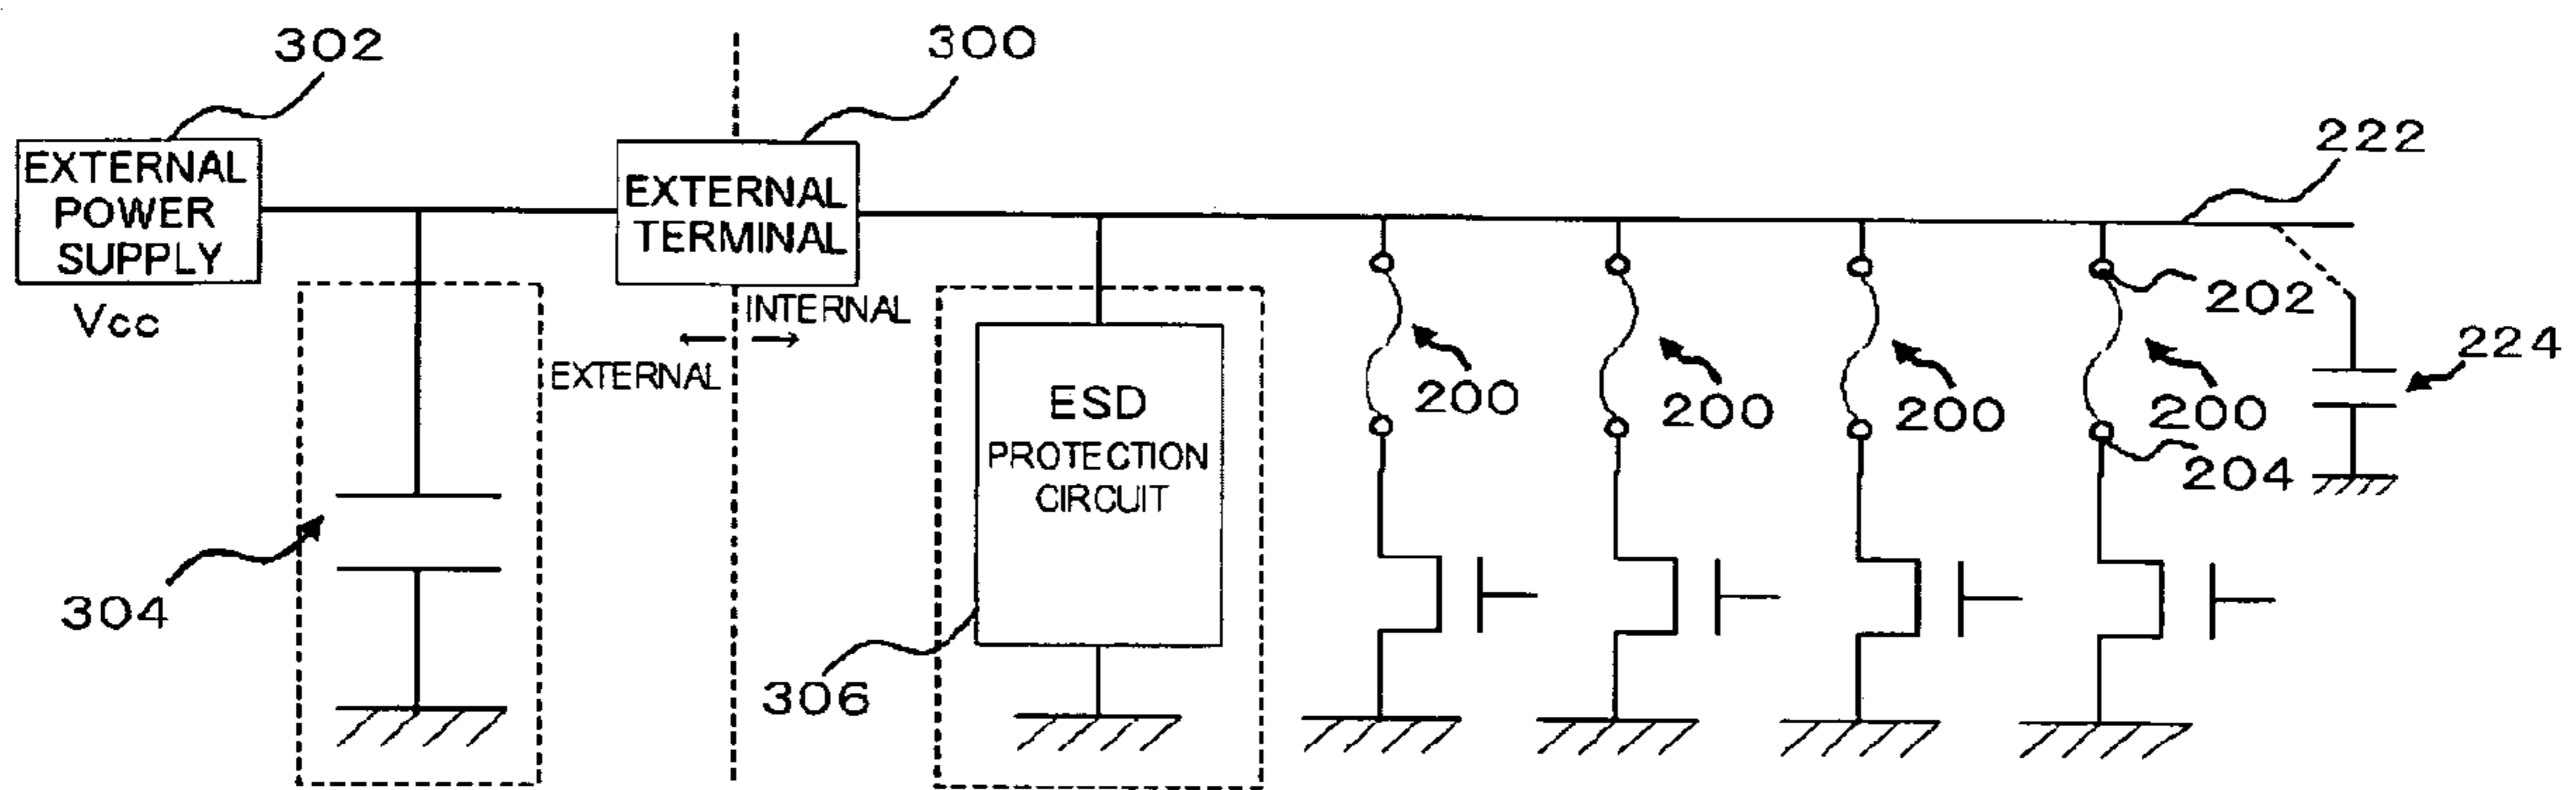 302
300
222
EXTERNAL
POWER
SUPPLY
Vcc
EXTERNAL
TERMINAL
INTERNAL
EXTERNAL
ESD
PROTECTION
CIRCUIT
202
224
200
200
200
200
204
304
306